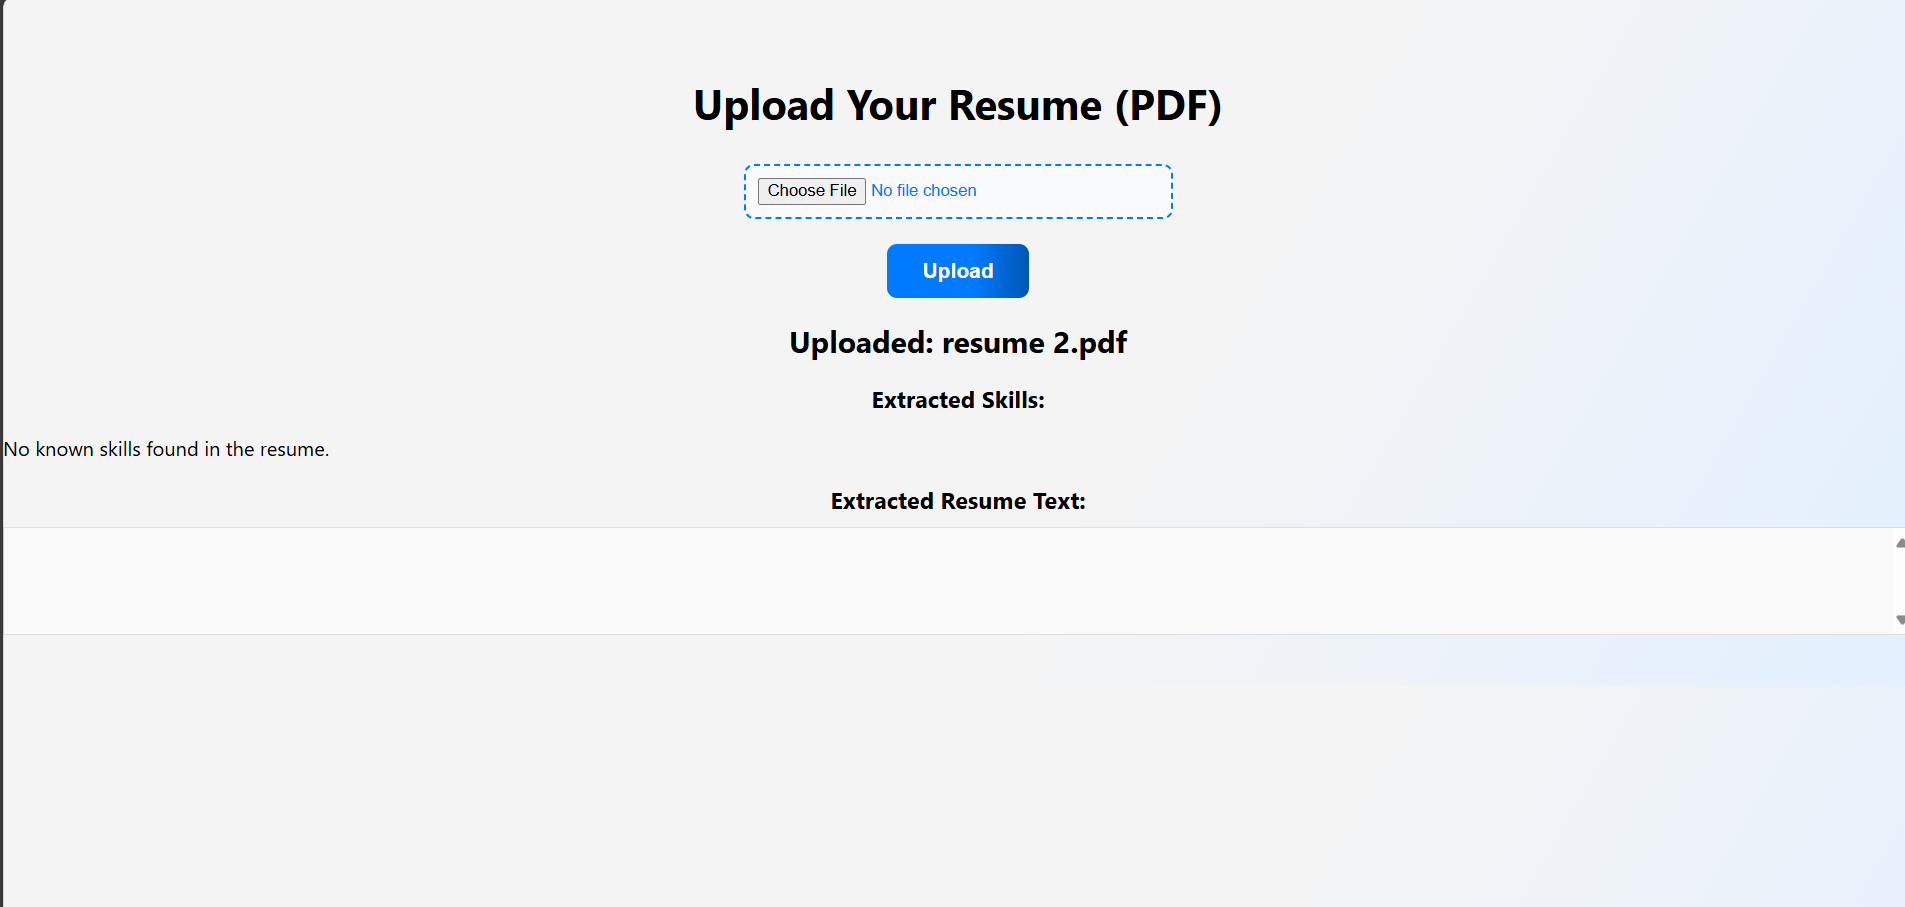 Upload Your Resume (PDF)
Choose File No file chosen
Upload
Uploaded: resume 2.pdf
Extracted Skills:
No known skills found in the resume.
Extracted Resume Text: